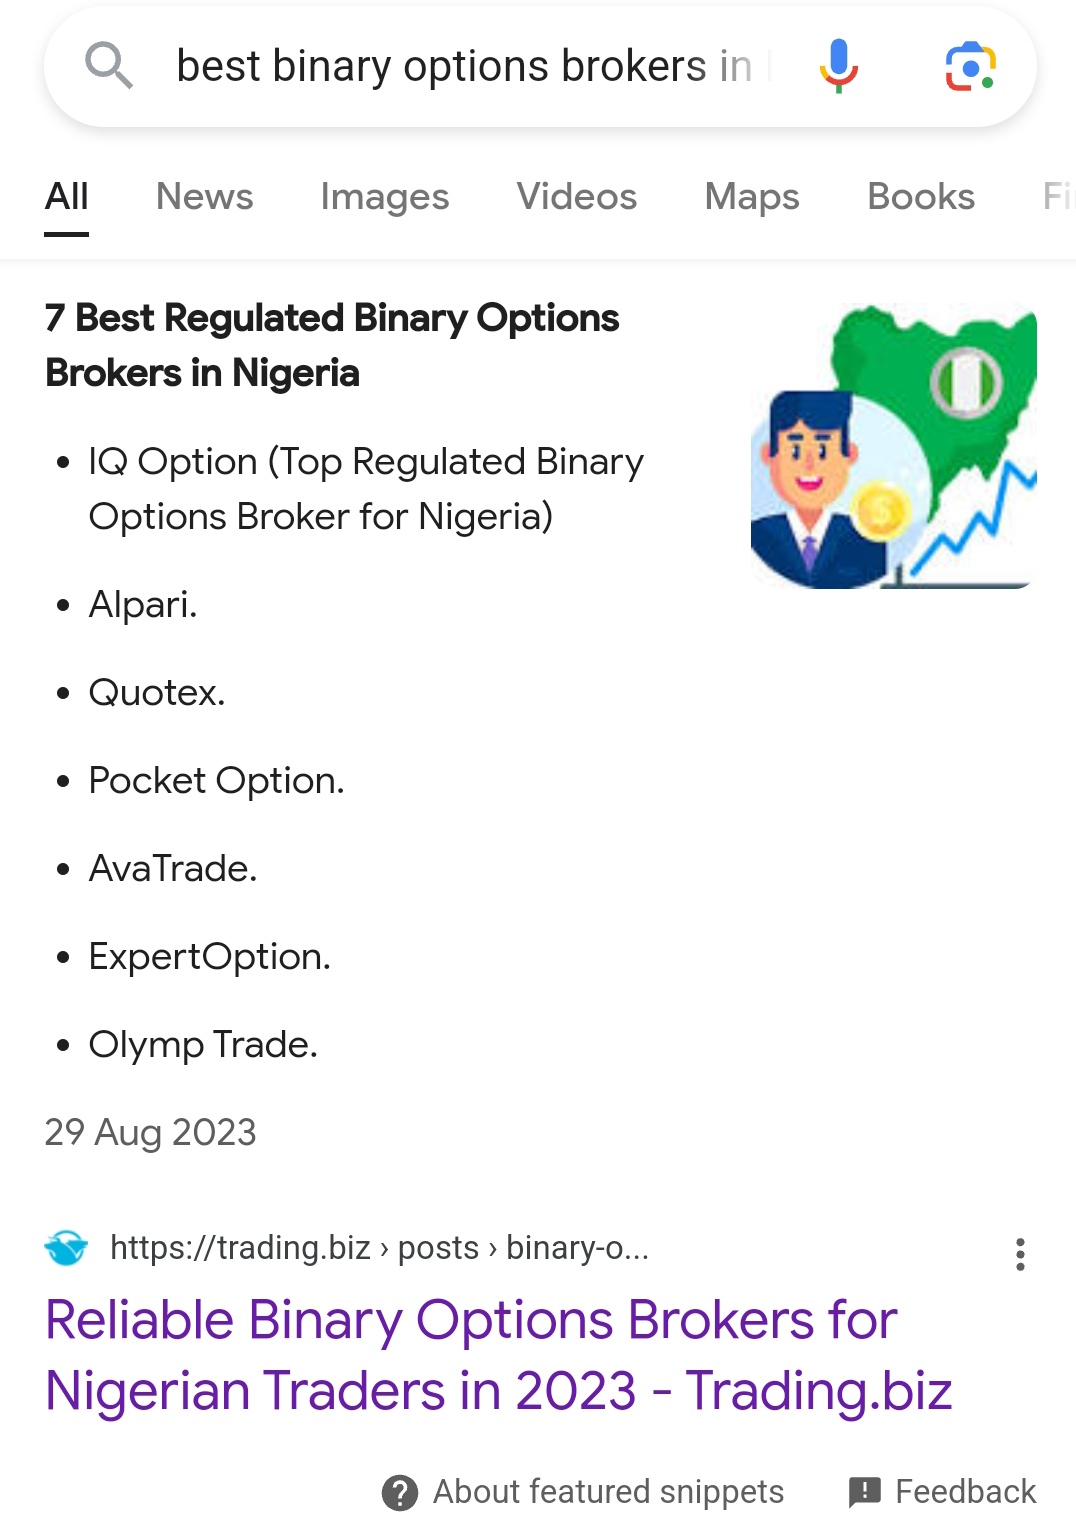 best binary options brokers in
All News Images Videos Maps Books Fi
7 Best Regulated Binary Options
Brokers in Nigeria
• IQ Option (Top Regulated Binary
Options Broker for Nigeria)
• Alpari.
• Quotex.
• Pocket Option.
• AvaTrade.
• ExpertOption.
• Olymp Trade.
29 Aug 2023
https://trading.biz › posts › binary-o...
Reliable Binary Options Brokers for
Nigerian Traders in 2023 - Trading.biz
About featured snippets Feedback